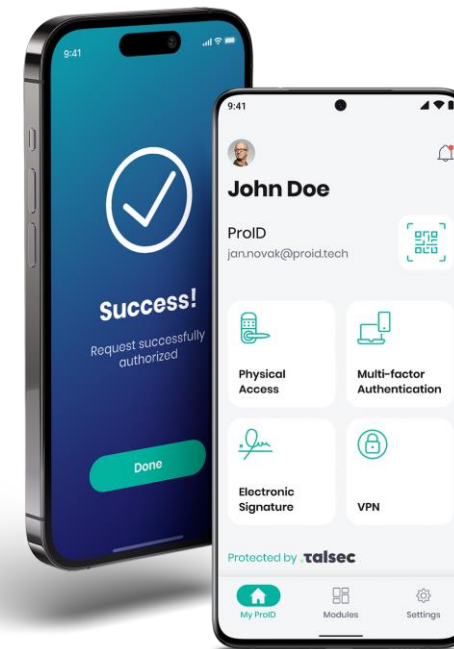 9:41
Success!
Request successfully
authorized
Done
9:41
John Doe
ProID
jan.novak@proid.tech
Physical
Access
Multi-factor
Authentication
Electronic
Signature
VPN
Protected by .talsec
My ProID
Modules
Settings